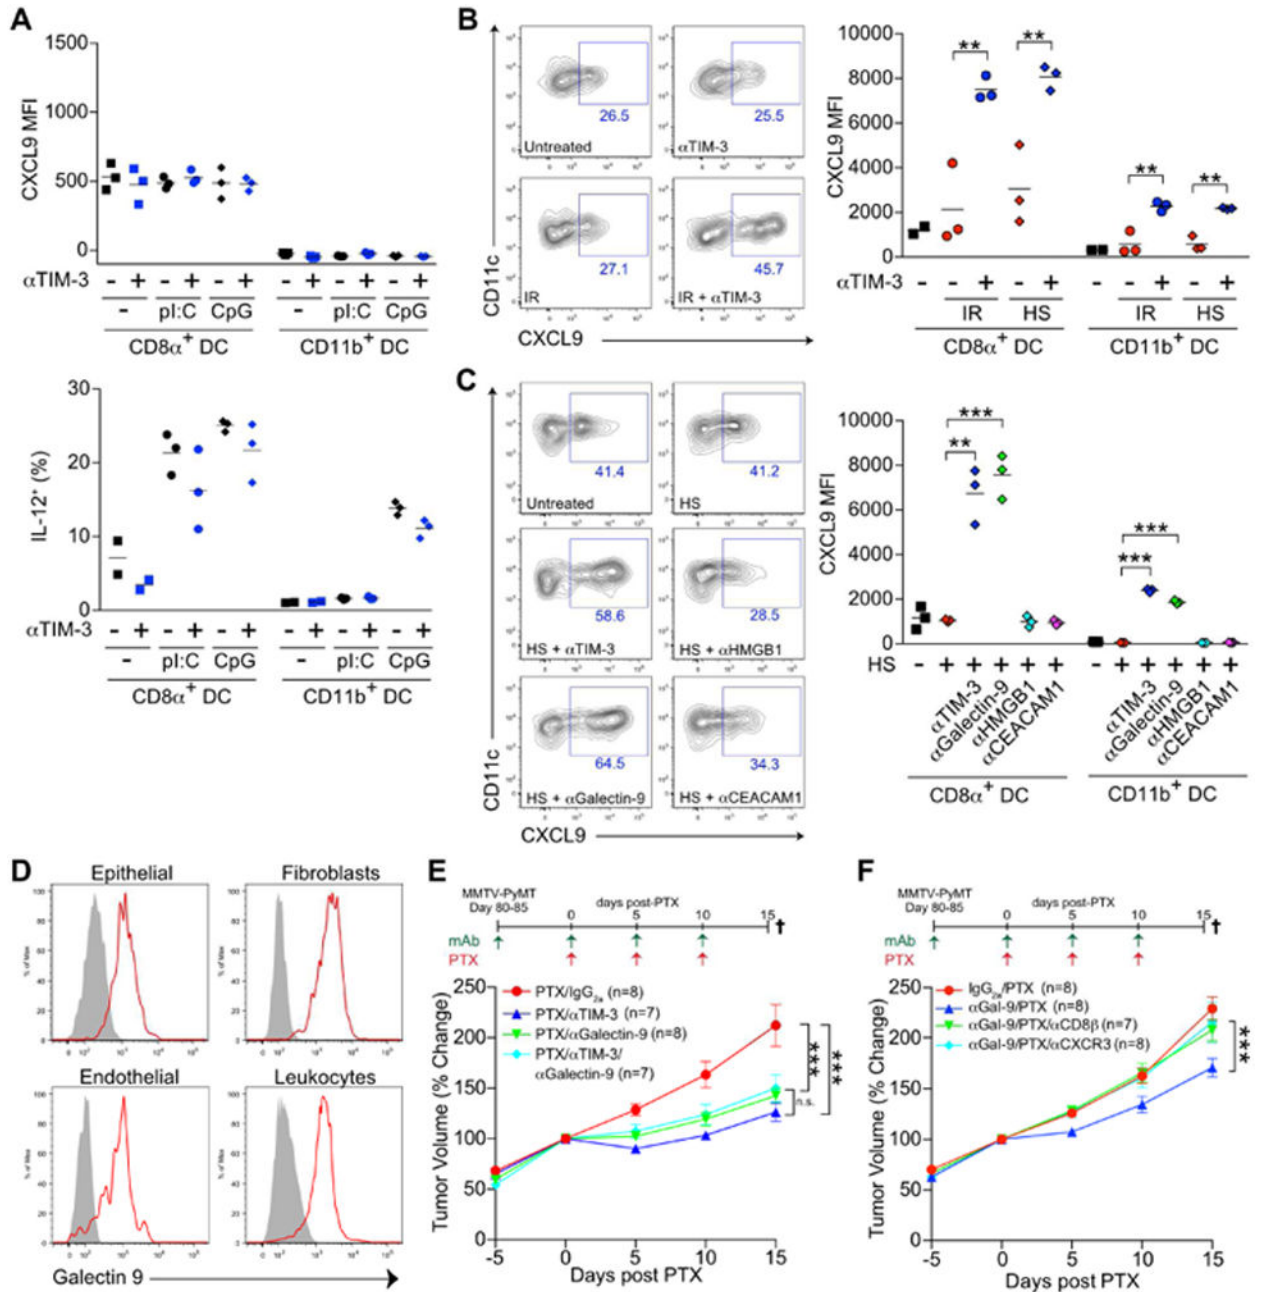 A
CXCL9 MFI
1500
1000
500
0
αTIM-3 - + - + - + - + - + - +
- pI:C CpG - pI:C CpG
CD8α+ DC CD11b+ DC
IL-12+ (%)
30
20
10
0
αTIM-3 - + - + - + - + - + - +
- pI:C CpG - pI:C CpG
CD8α+ DC CD11b+ DC
B
CD11c
26.5
Untreated
25.5
αTIM-3
27.1
IR
45.7
IR + αTIM-3
CXCL9
CXCL9 MFI
10000
8000
6000
4000
2000
0
** **
** **
αTIM-3 - - + - + - - + - +
IR HS IR HS
CD8α+ DC CD11b+ DC
C
CD11c
41.4
Untreated
41.2
HS
58.6
HS + αTIM-3
28.5
HS + αHMGB1
64.5
HS + αGalectin-9
34.3
HS + αCEACAM1
CXCL9
CXCL9 MFI
10000
8000
6000
4000
2000
0
***
**
***
***
HS - + + + + + - + + + + +
αTIM-3
αGalectin-9
αHMGB1
αCEACAM1
αTIM-3
αGalectin-9
αHMGB1
αCEACAM1
CD8α+ DC CD11b+ DC
D
Epithelial
Fibroblasts
Endothelial
Leukocytes
% of Max
100
80
60
40
20
0
Galectin 9
E
MMTV-PyMT
Day 80-85
0 days post-PTX 15
5 10
†
mAb
PTX
Tumor Volume (% Change)
250
200
150
100
50
0
PTX/IgG2a (n=8)
PTX/αTIM-3 (n=7)
PTX/αGalectin-9 (n=8)
PTX/αTIM-3/
αGalectin-9 (n=7)
***
***
n.s.
-5 0 5 10 15
Days post PTX
F
MMTV-PyMT
Day 80-85
0 days post-PTX 15
5 10
†
mAb
PTX
Tumor Volume (% Change)
250
200
150
100
50
0
IgG2a/PTX (n=8)
αGal-9/PTX (n=8)
αGal-9/PTX/αCD8β (n=7)
αGal-9/PTX/αCXCR3 (n=8)
***
-5 0 5 10 15
Days post PTX